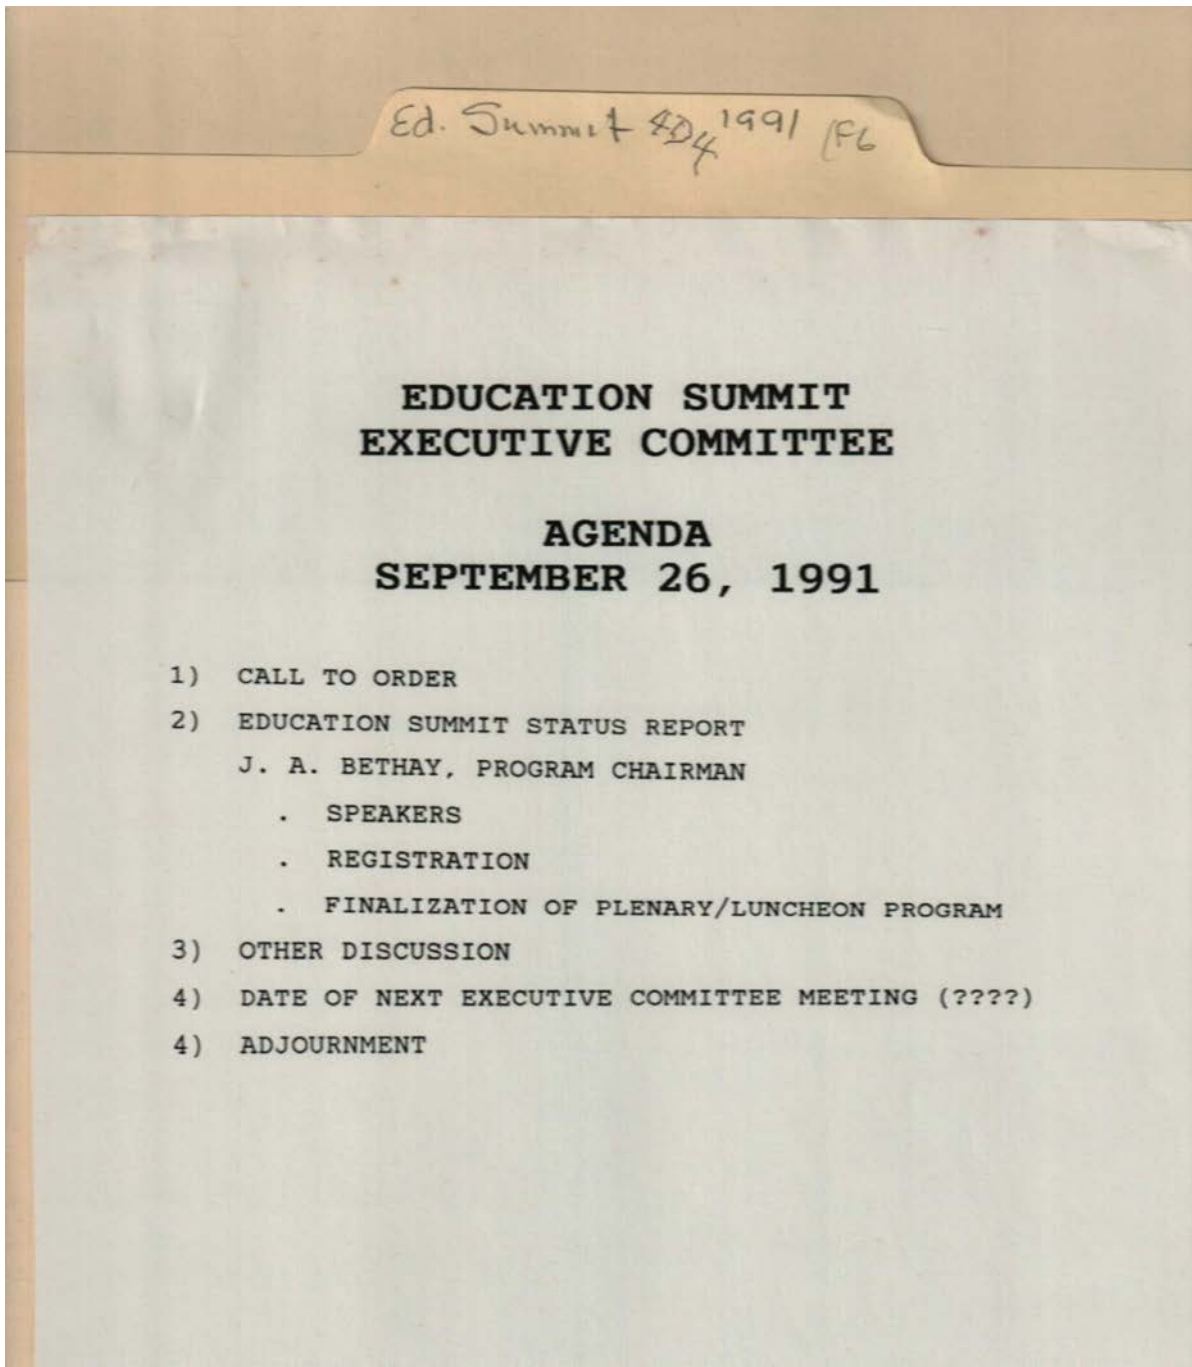 Ed. Summit 4D4 1991 (F6
EDUCATION SUMMIT
EXECUTIVE COMMITTEE
AGENDA
SEPTEMBER 26, 1991
1) CALL TO ORDER
2) EDUCATION SUMMIT STATUS REPORT
J. A. BETHAY, PROGRAM CHAIRMAN
. SPEAKERS
. REGISTRATION
. FINALIZATION OF PLENARY/LUNCHEON PROGRAM
3) OTHER DISCUSSION
4) DATE OF NEXT EXECUTIVE COMMITTEE MEETING (????)
4) ADJOURNMENT